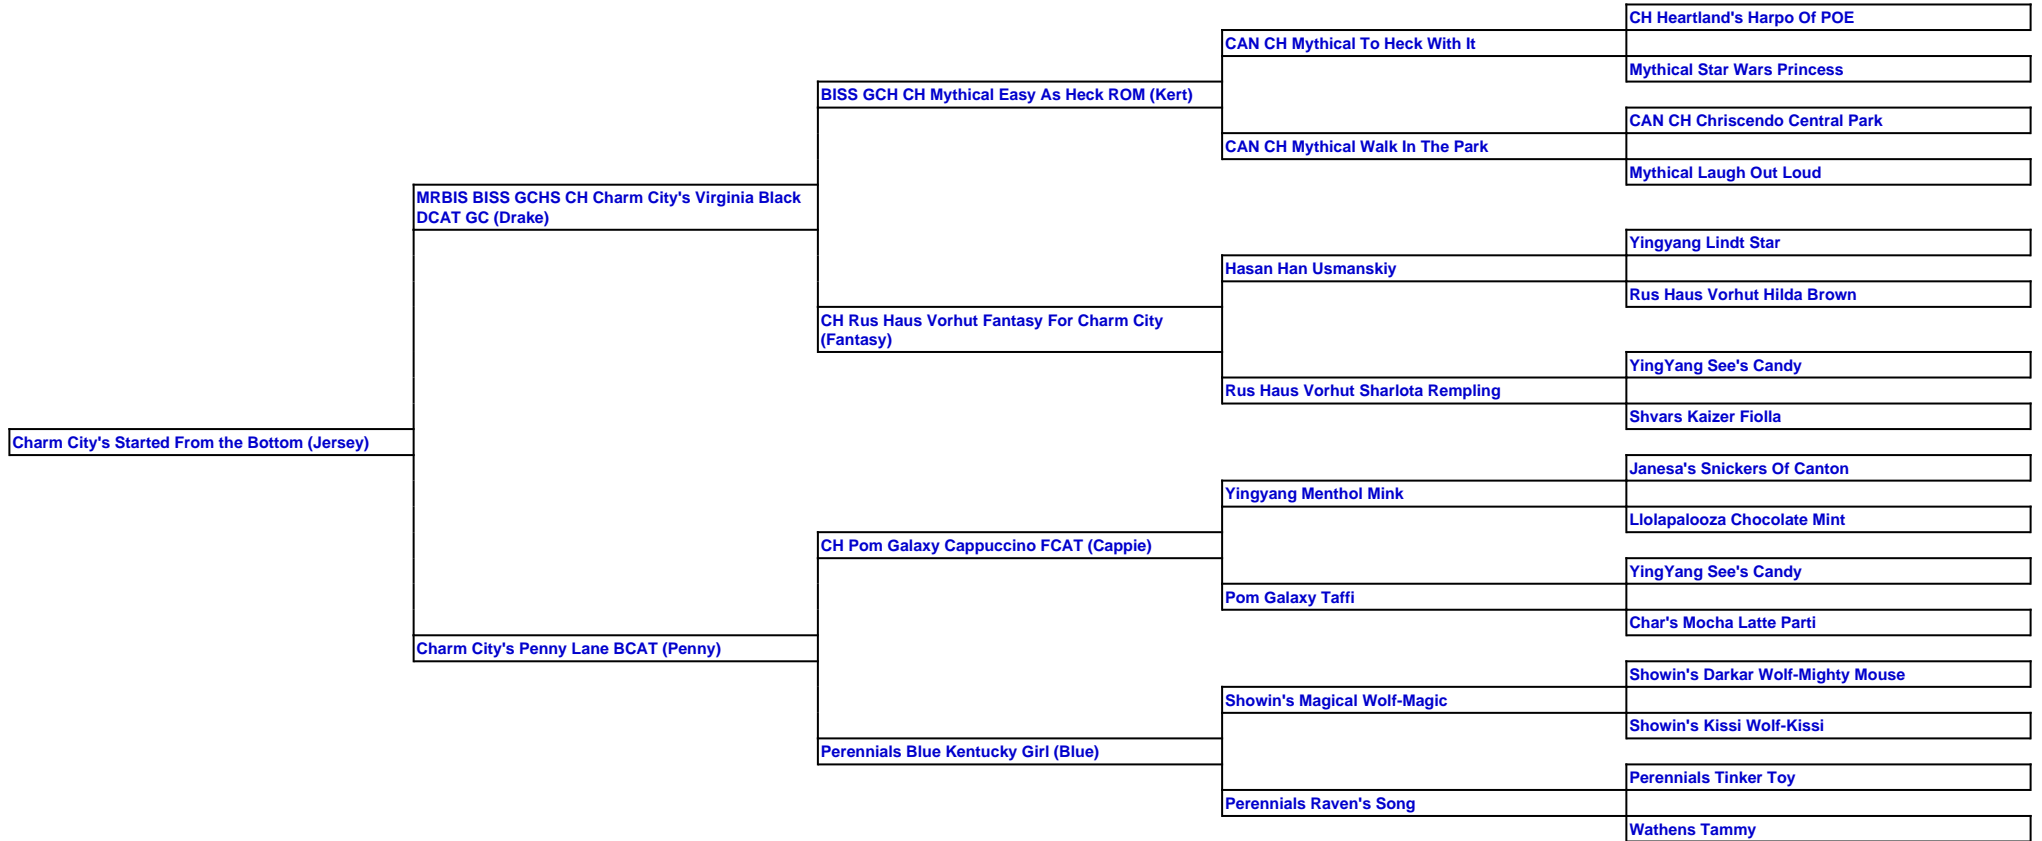 CH Heartland's Harpo Of POE
CAN CH Mythical To Heck With It
Mythical Star Wars Princess
BISS GCH CH Mythical Easy As Heck ROM (Kert)
CAN CH Chriscendo Central Park
CAN CH Mythical Walk In The Park
Mythical Laugh Out Loud
MRBIS BISS GCHS CH Charm City's Virginia Black
DCAT GC (Drake)
Yingyang Lindt Star
Hasan Han Usmanskiy
Rus Haus Vorhut Hilda Brown
CH Rus Haus Vorhut Fantasy For Charm City
(Fantasy)
YingYang See's Candy
Rus Haus Vorhut Sharlota Rempling
Shvars Kaizer Fiolla
Charm City's Started From the Bottom (Jersey)
Janesa's Snickers Of Canton
Yingyang Menthol Mink
Llolapalooza Chocolate Mint
CH Pom Galaxy Cappuccino FCAT (Cappie)
YingYang See's Candy
Pom Galaxy Taffi
Char's Mocha Latte Parti
Charm City's Penny Lane BCAT (Penny)
Showin's Darkar Wolf-Mighty Mouse
Showin's Magical Wolf-Magic
Showin's Kissi Wolf-Kissi
Perennials Blue Kentucky Girl (Blue)
Perennials Tinker Toy
Perennials Raven's Song
Wathens Tammy